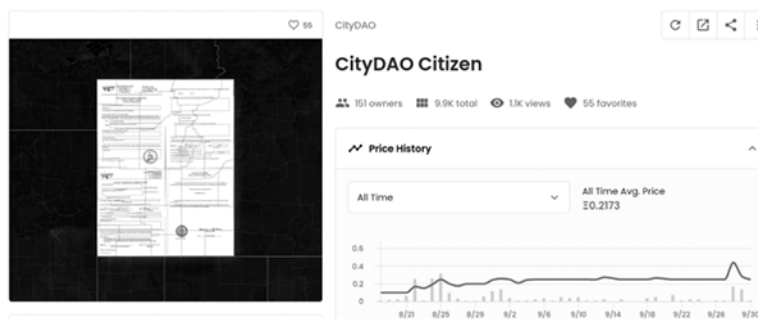 55
CityDAO
CityDAO Citizen
151 owners 9.9K total 1.1K views 55 favorites
Price History
All Time
All Time Avg. Price
Ξ0.2173
0.6
0.4
0.2
0
8/21 8/25 8/29 9/2 9/6 9/10 9/14 9/18 9/22 9/26 9/30